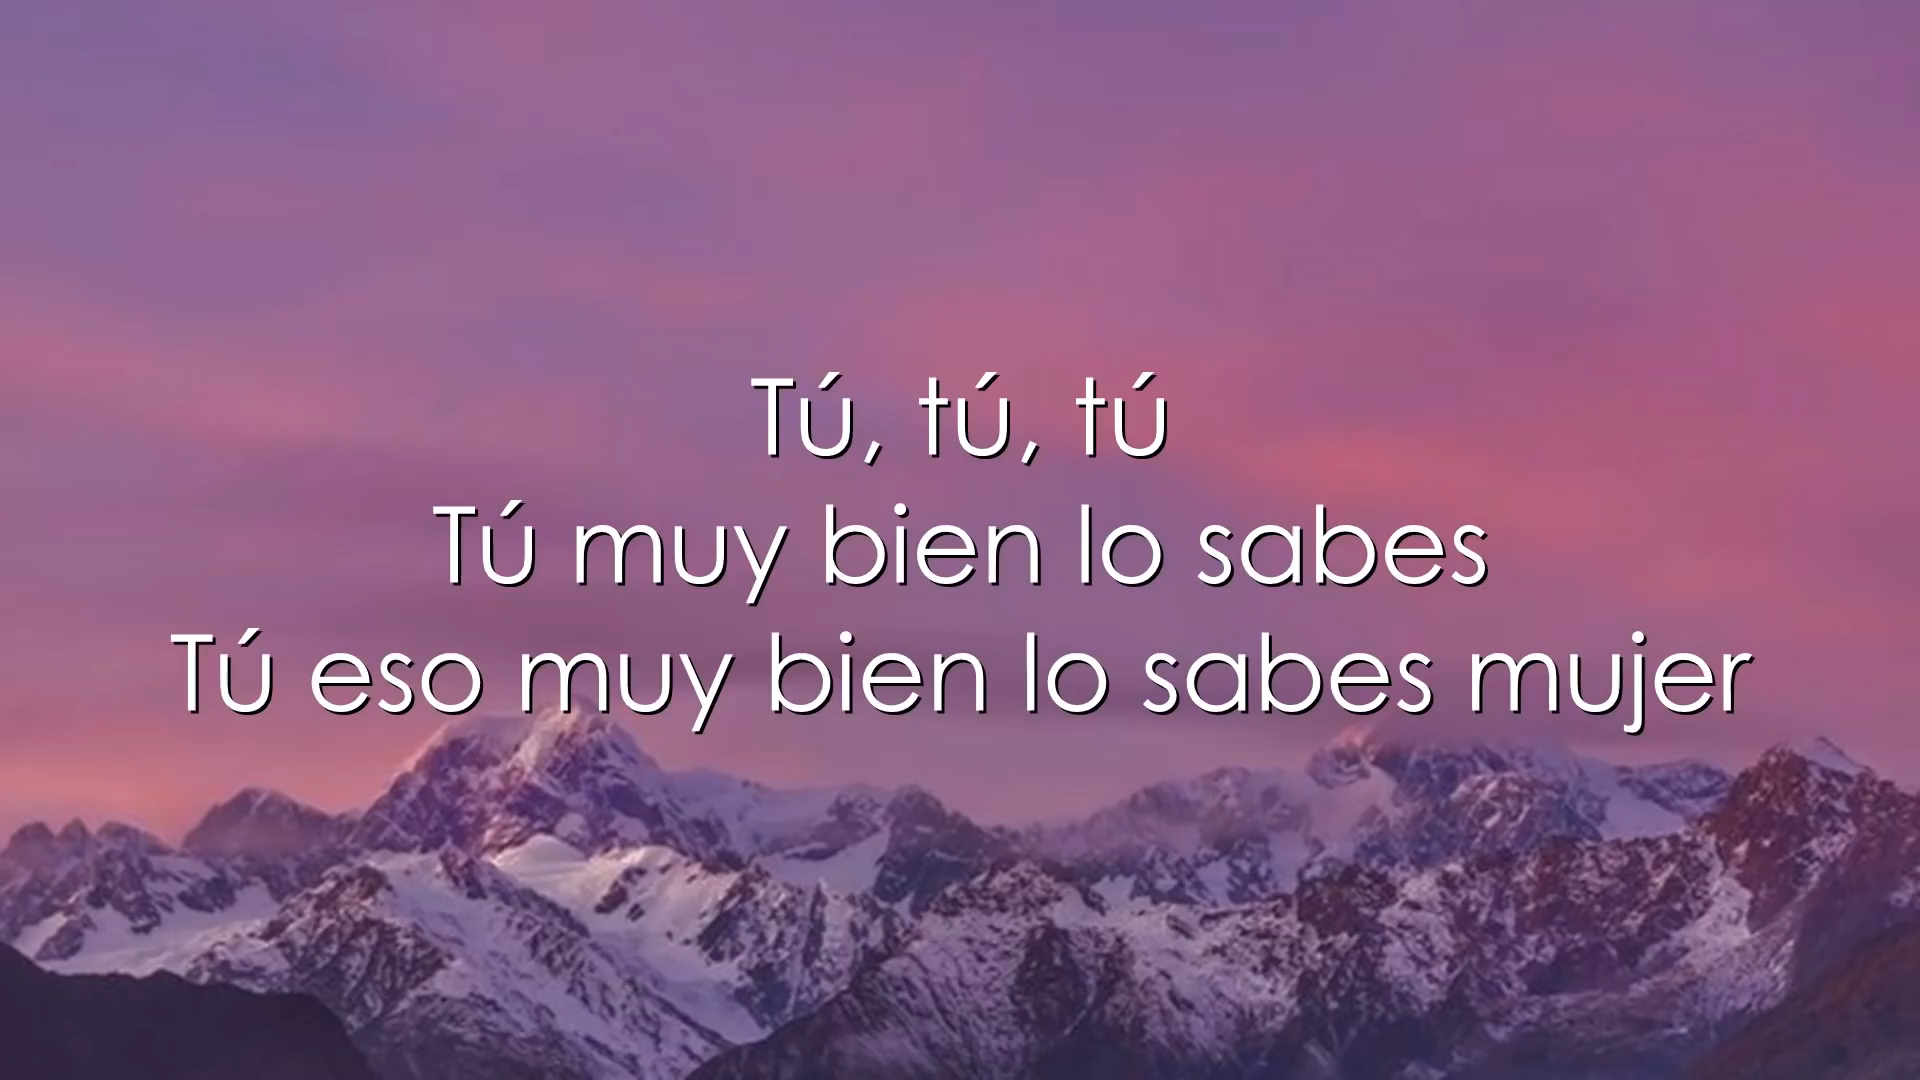 Tú, tú, tú
Tú muy bien lo sabes
Tú eso muy bien lo sabes mujer